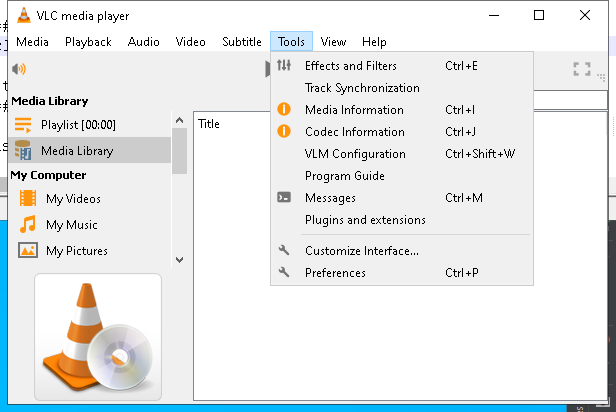 VLC media player
Media Playback Audio Video Subtitle Tools View Help
Effects and Filters Ctrl+E
Track Synchronization
Media Information Ctrl+I
Codec Information Ctrl+J
VLM Configuration Ctrl+Shift+W
Program Guide
Messages Ctrl+M
Plugins and extensions
Customize Interface...
Preferences Ctrl+P
Media Library
Playlist [00:00]
Media Library
My Computer
My Videos
My Music
My Pictures
Title